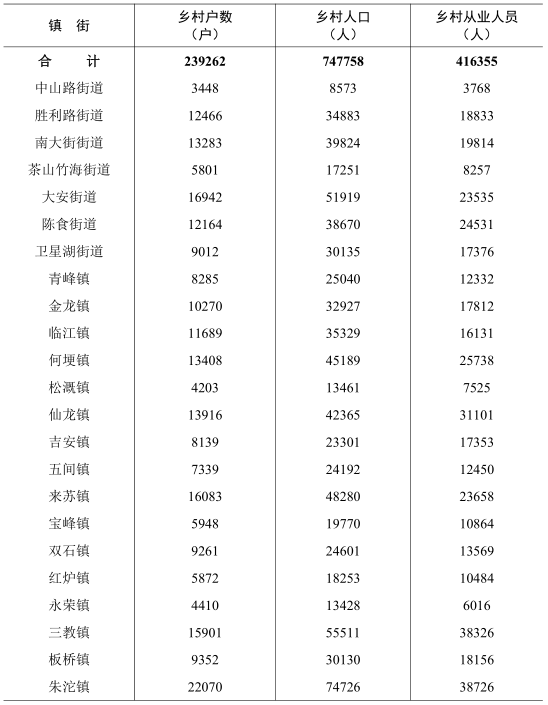 镇 街 乡村户数（户） 乡村人口（人） 乡村从业人员（人）
合 计 239262 747758 416355
中山路街道 3448 8573 3768
胜利路街道 12466 34883 18833
南大街街道 13283 39824 19814
茶山竹海街道 5801 17251 8257
大安街道 16942 51919 23535
陈食街道 12164 38670 24531
卫星湖街道 9012 30135 17376
青峰镇 8285 25040 12332
金龙镇 10270 32927 17812
临江镇 11689 35329 16131
何埂镇 13408 45189 25738
松溉镇 4203 13461 7525
仙龙镇 13916 42365 31101
吉安镇 8139 23301 17353
五间镇 7339 24192 12450
来苏镇 16083 48280 23658
宝峰镇 5948 19770 10864
双石镇 9261 24601 13569
红炉镇 5872 18253 10484
永荣镇 4410 13428 6016
三教镇 15901 55511 38326
板桥镇 9352 30130 18156
朱沱镇 22070 74726 38726